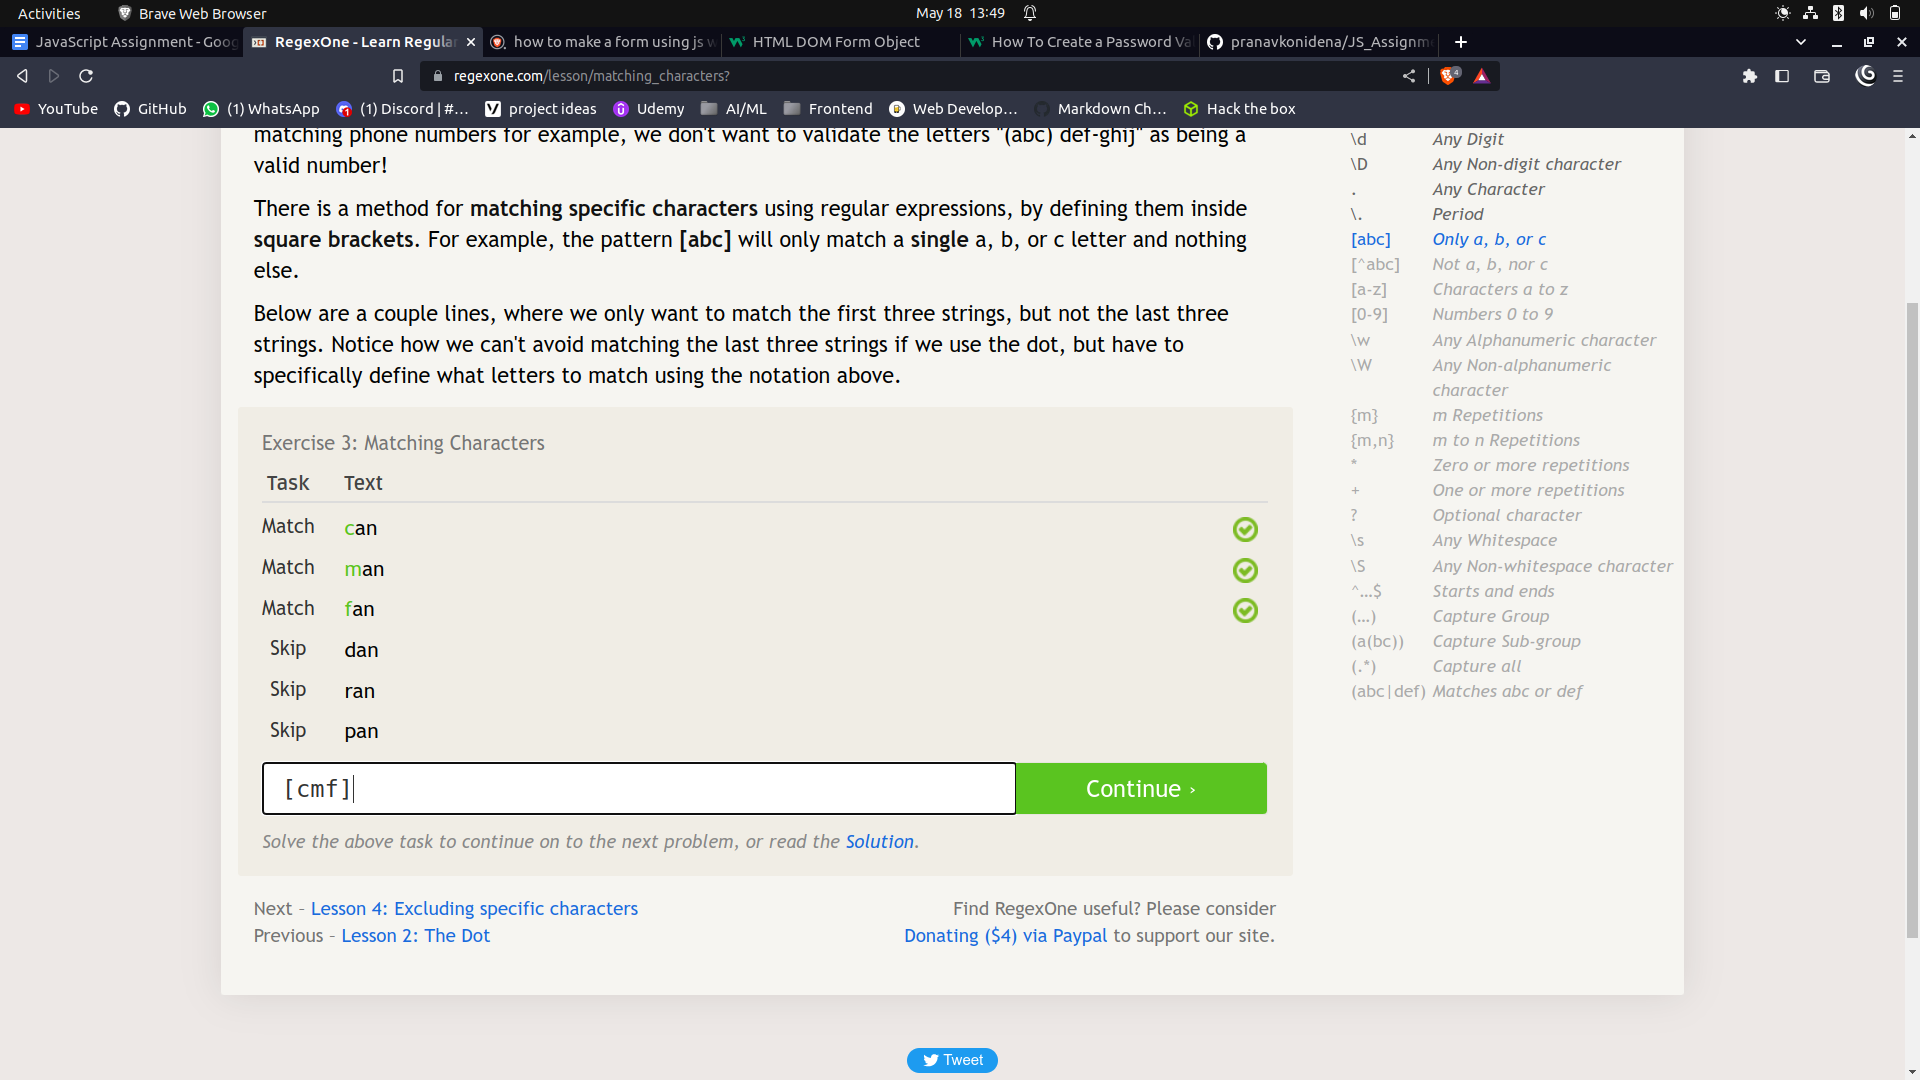 Activities Brave Web Browser May 18 13:49
JavaScript Assignment - Goog RegexOne - Learn Regula how to make a form using js w HTML DOM Form Object How To Create a Password Val pranavkonidena/JS_Assignm
regexone.com/lesson/matching_characters? 4
YouTube GitHub (1) WhatsApp (1) Discord | #... project ideas Udemy AI/ML Frontend Web Develop... Markdown Ch... Hack the box
matching phone numbers for example, we don't want to validate the letters "(abc) def-ghij" as being a
valid number!
There is a method for matching specific characters using regular expressions, by defining them inside
square brackets. For example, the pattern [abc] will only match a single a, b, or c letter and nothing
else.
Below are a couple lines, where we only want to match the first three strings, but not the last three
strings. Notice how we can't avoid matching the last three strings if we use the dot, but have to
specifically define what letters to match using the notation above.
Exercise 3: Matching Characters
Task Text
Match can
Match man
Match fan
Skip dan
Skip ran
Skip pan
[cmf] Continue ›
Solve the above task to continue on to the next problem, or read the Solution.
Next – Lesson 4: Excluding specific characters
Previous – Lesson 2: The Dot
Find RegexOne useful? Please consider
Donating ($4) via Paypal to support our site.
\d Any Digit
\D Any Non-digit character
. Any Character
\. Period
[abc] Only a, b, or c
[^abc] Not a, b, nor c
[a-z] Characters a to z
[0-9] Numbers 0 to 9
\w Any Alphanumeric character
\W Any Non-alphanumeric
character
{m} m Repetitions
{m,n} m to n Repetitions
* Zero or more repetitions
+ One or more repetitions
? Optional character
\s Any Whitespace
\S Any Non-whitespace character
^...$ Starts and ends
(...) Capture Group
(a(bc)) Capture Sub-group
(.*) Capture all
(abc|def) Matches abc or def
Tweet